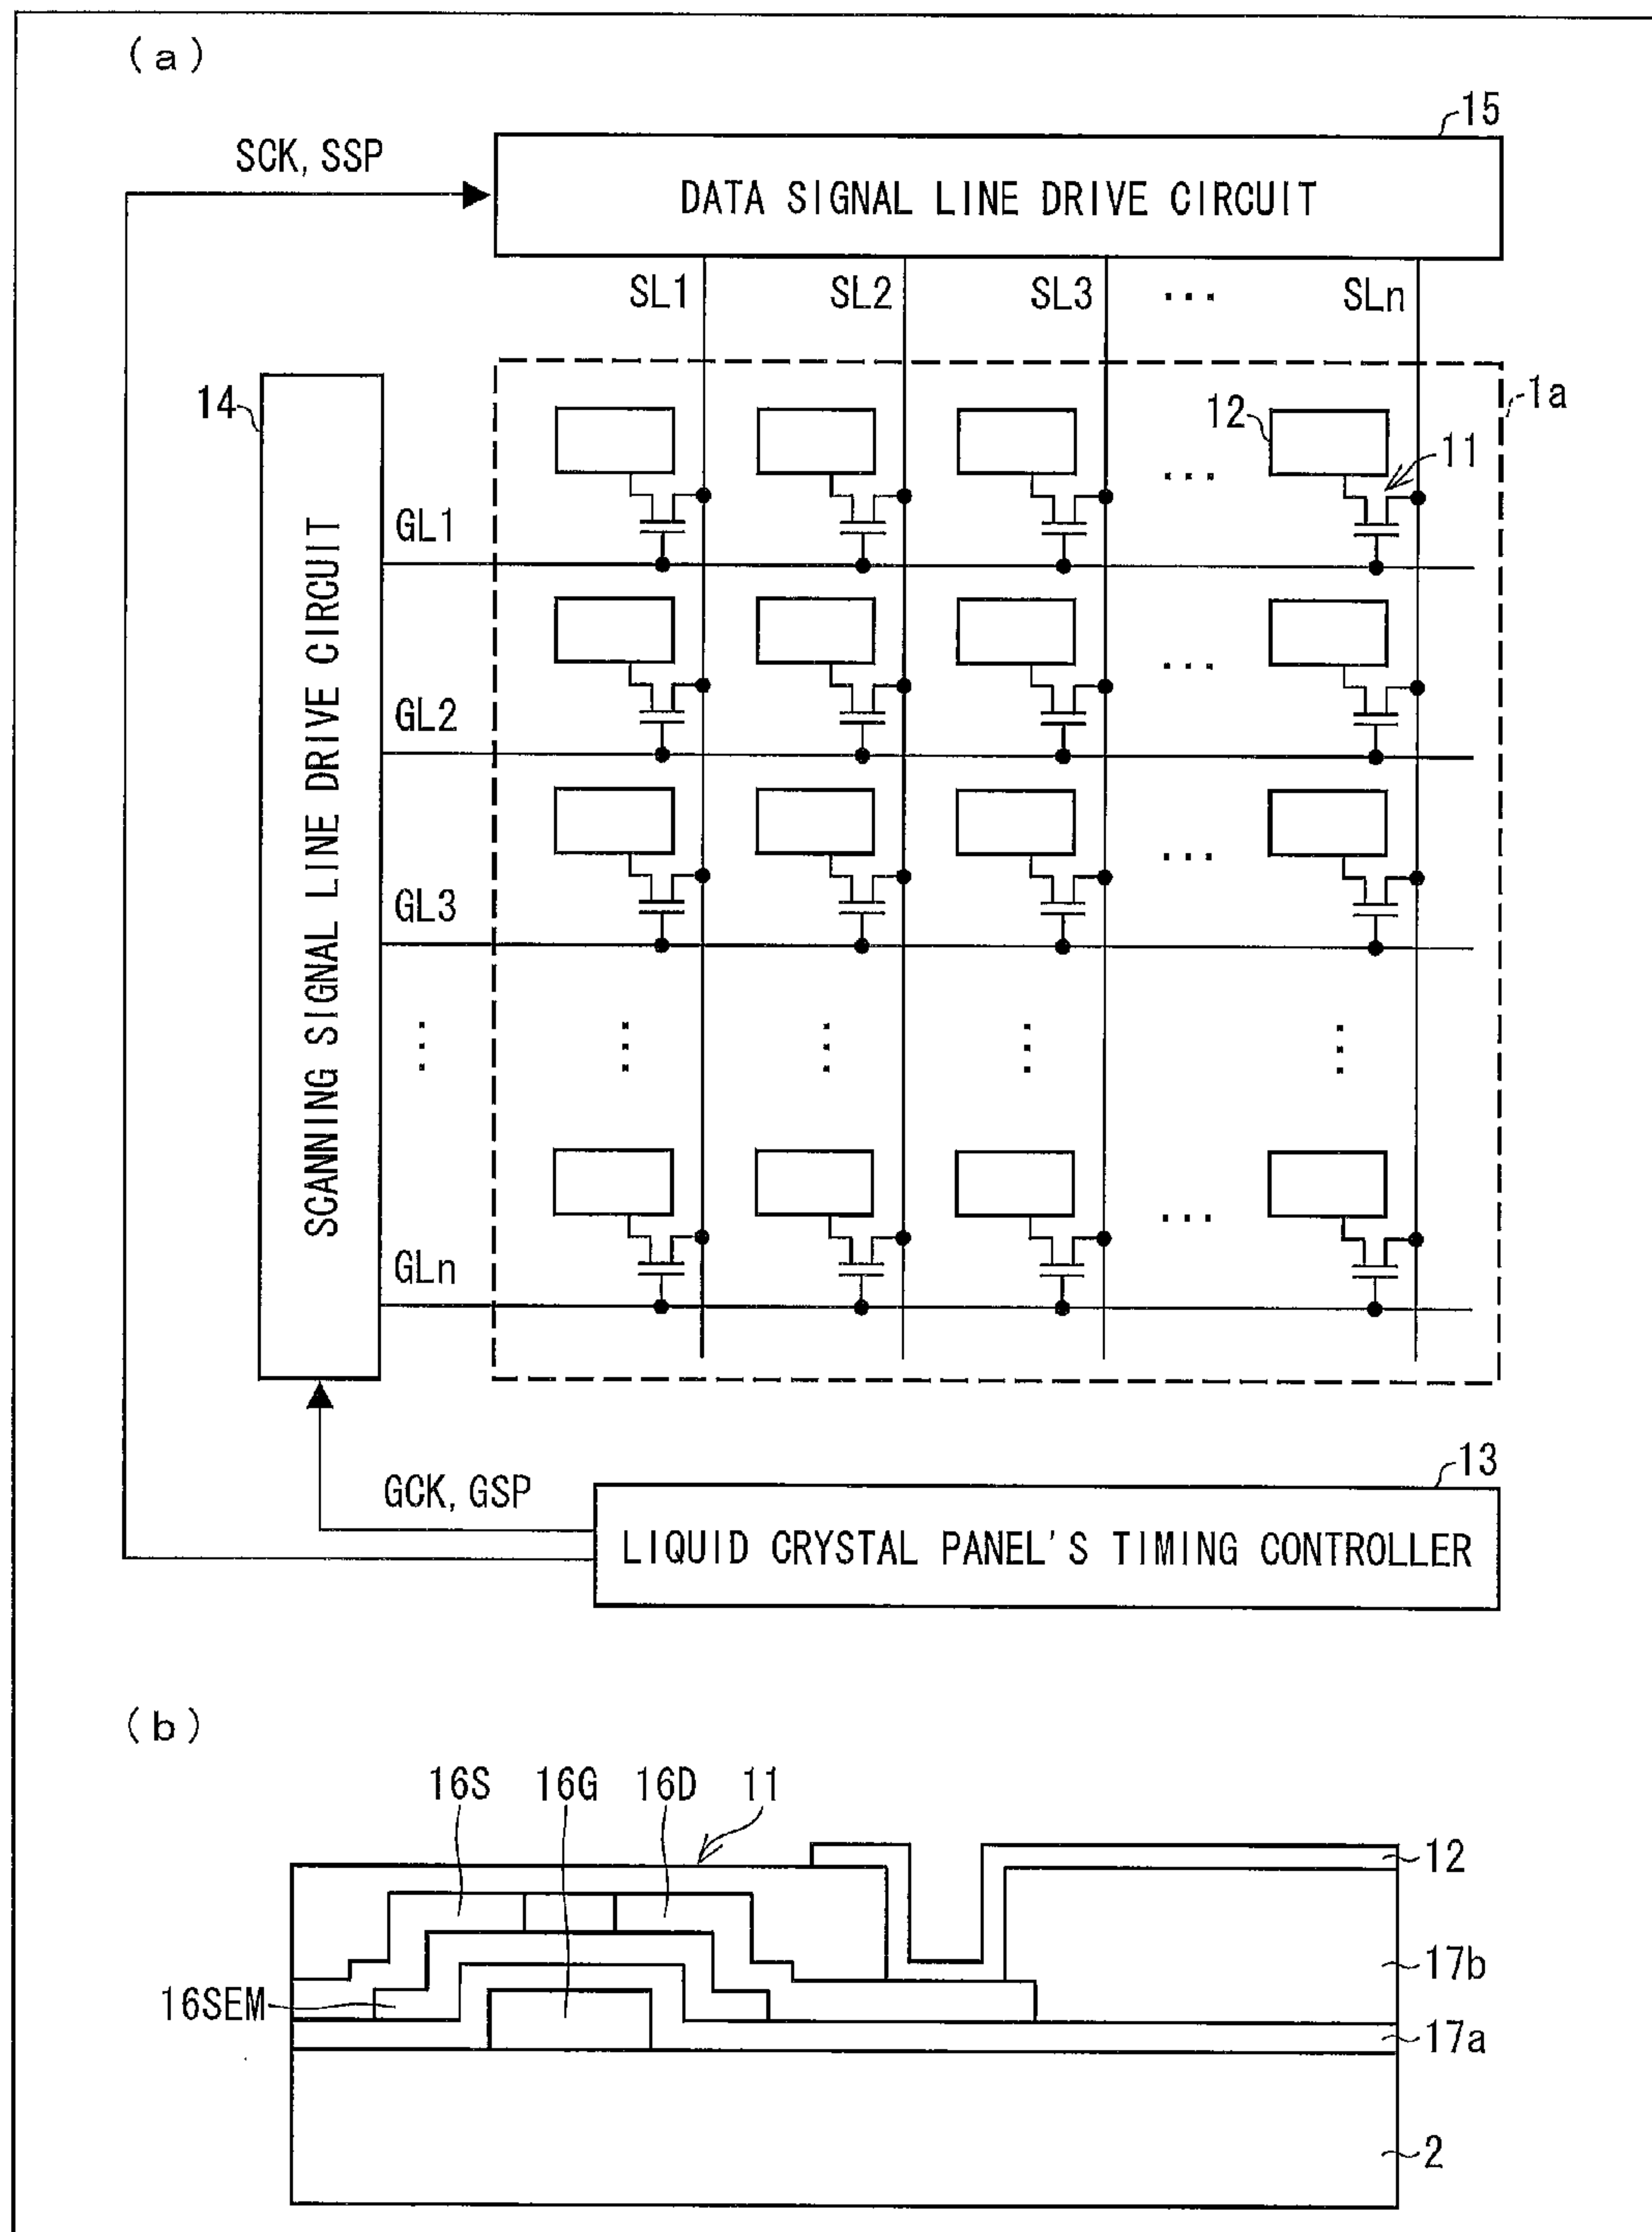 (a)
15
SCK, SSP
DATA SIGNAL LINE DRIVE CIRCUIT
SL1 SL2 SL3 ... SLn
14
1a
12
...
11
SCANNING SIGNAL LINE DRIVE CIRCUIT
GL1
...
GL2
...
GL3
...
GLn
13
GCK, GSP
LIQUID CRYSTAL PANEL'S TIMING CONTROLLER
(b)
16S 16G 16D 11
12
17b
16SEM
17a
2